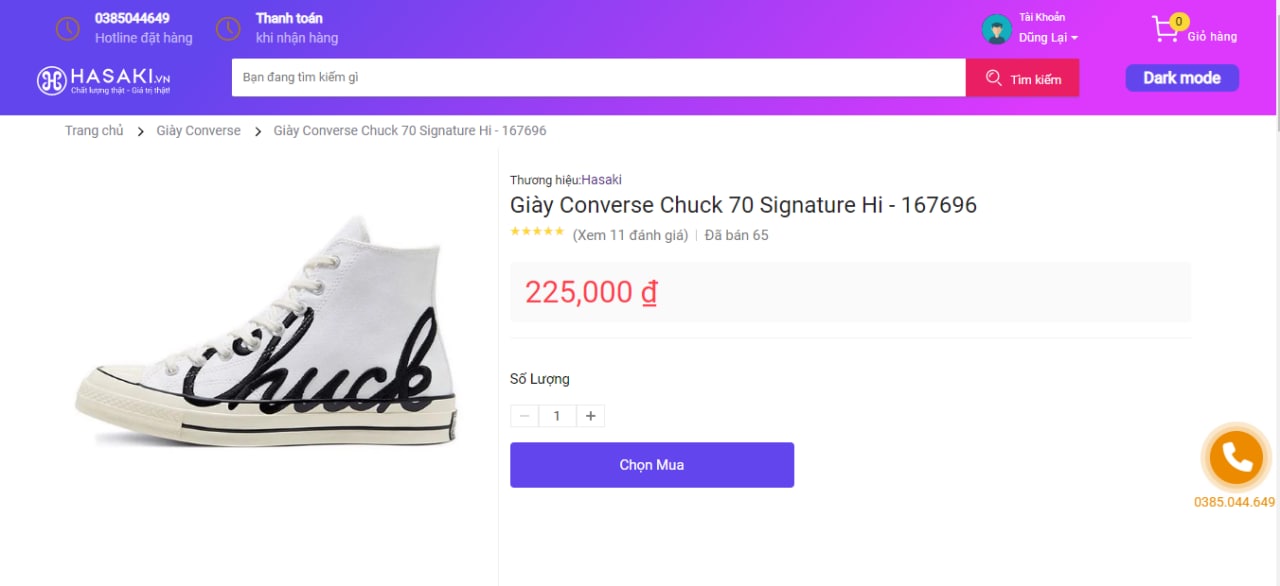 0385044649
Hotline đặt hàng
Thanh toán
khi nhận hàng
Tài Khoản
Dũng Lại
0
Giỏ hàng
HASAKI.VN
Chất lượng thật - Giá trị thật!
Bạn đang tìm kiếm gì
Tìm kiếm
Dark mode
Trang chủ > Giày Converse > Giày Converse Chuck 70 Signature Hi - 167696
Thương hiệu:Hasaki
Giày Converse Chuck 70 Signature Hi - 167696
(Xem 11 đánh giá) | Đã bán 65
225,000 ₫
Số Lượng
− 1 +
Chọn Mua
Chuck
0385.044.649